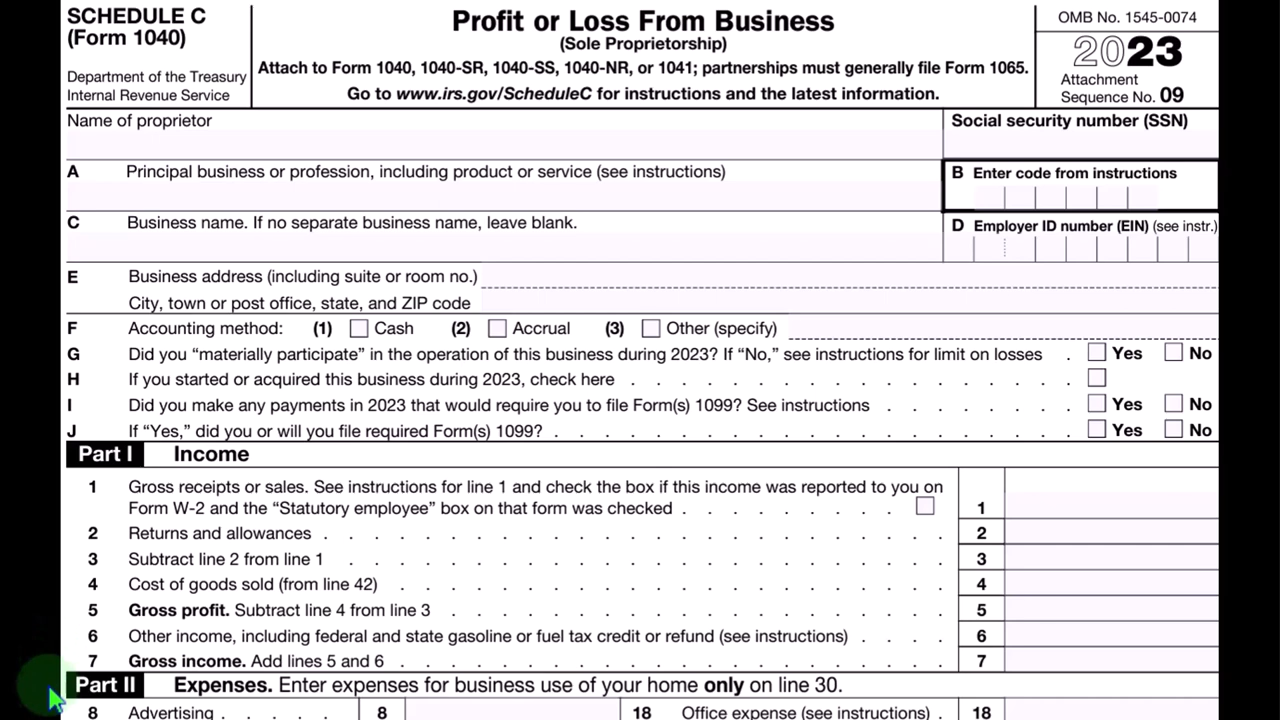 SCHEDULE C
(Form 1040)
Department of the Treasury
Internal Revenue Service
Profit or Loss From Business
(Sole Proprietorship)
Attach to Form 1040, 1040-SR, 1040-SS, 1040-NR, or 1041; partnerships must generally file Form 1065.
Go to www.irs.gov/ScheduleC for instructions and the latest information.
OMB No. 1545-0074
2023
Attachment
Sequence No. 09
Name of proprietor
Social security number (SSN)
A Principal business or profession, including product or service (see instructions)
B Enter code from instructions
C Business name. If no separate business name, leave blank.
D Employer ID number (EIN) (see instr.)
E Business address (including suite or room no.)
City, town or post office, state, and ZIP code
F Accounting method: (1) Cash (2) Accrual (3) Other (specify)
G Did you “materially participate” in the operation of this business during 2023? If “No,” see instructions for limit on losses . Yes No
H If you started or acquired this business during 2023, check here . . . . . . . . . . . . . . . . .
I Did you make any payments in 2023 that would require you to file Form(s) 1099? See instructions . . . . . . . Yes No
J If “Yes,” did you or will you file required Form(s) 1099? . . . . . . . . . . . . . . . . . . . Yes No
Part I Income
1 Gross receipts or sales. See instructions for line 1 and check the box if this income was reported to you on
Form W-2 and the “Statutory employee” box on that form was checked . . . . . . . . . 1
2 Returns and allowances . . . . . . . . . . . . . . . . . . . . . 2
3 Subtract line 2 from line 1 . . . . . . . . . . . . . . . . . . . . 3
4 Cost of goods sold (from line 42) . . . . . . . . . . . . . . . . . . 4
5 Gross profit. Subtract line 4 from line 3 . . . . . . . . . . . . . . . . 5
6 Other income, including federal and state gasoline or fuel tax credit or refund (see instructions) . . . . 6
7 Gross income. Add lines 5 and 6 . . . . . . . . . . . . . . . . . . 7
Part II Expenses. Enter expenses for business use of your home only on line 30.
8 Advertising . . . . . 8 18 Office expense (see instructions) . 18